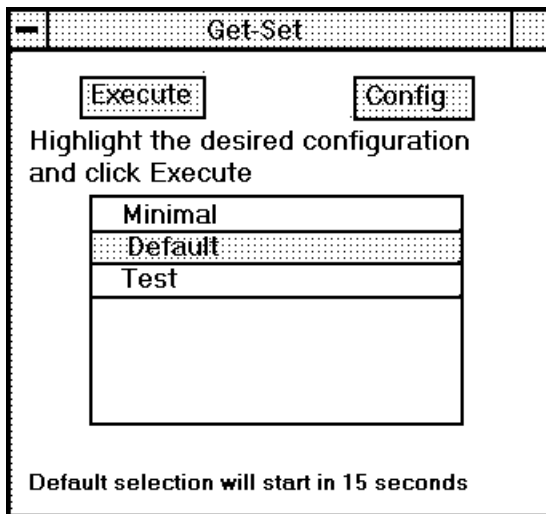 Get-Set
Execute Config
Highlight the desired configuration
and click Execute
Minimal
Default
Test
Default selection will start in 15 seconds